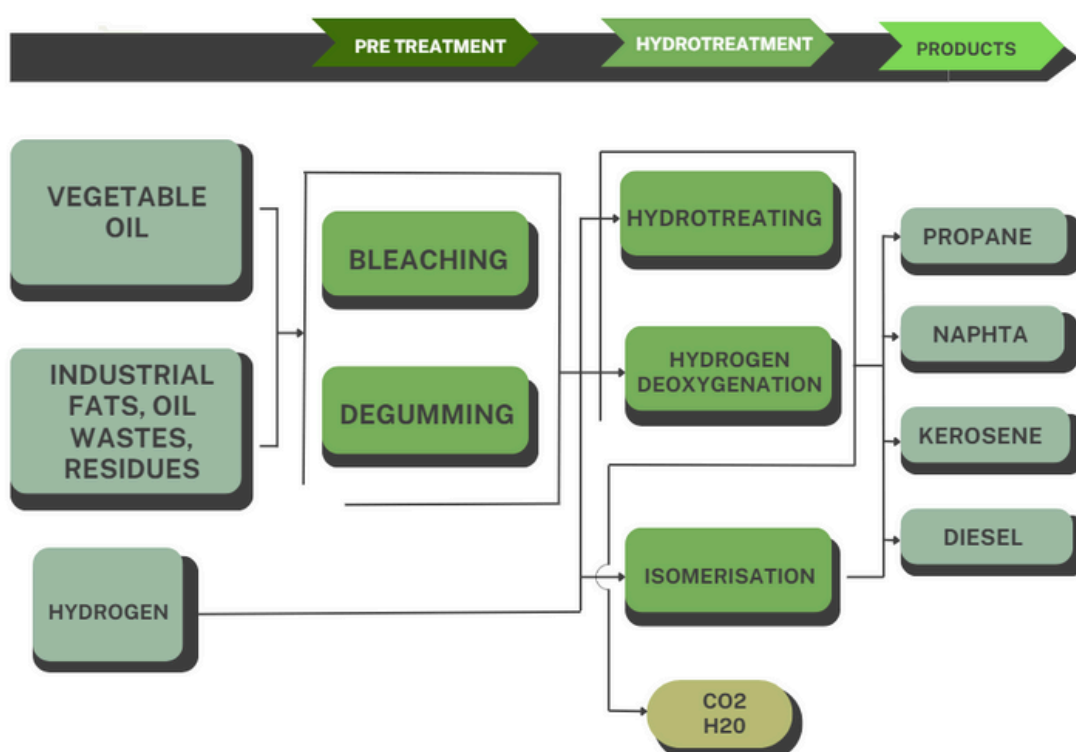 PRE TREATMENT
HYDROTREATMENT
PRODUCTS
VEGETABLE
OIL
INDUSTRIAL
FATS, OIL
WASTES,
RESIDUES
HYDROGEN
BLEACHING
DEGUMMING
HYDROTREATING
HYDROGEN
DEOXYGENATION
ISOMERISATION
CO2
H20
PROPANE
NAPHTA
KEROSENE
DIESEL